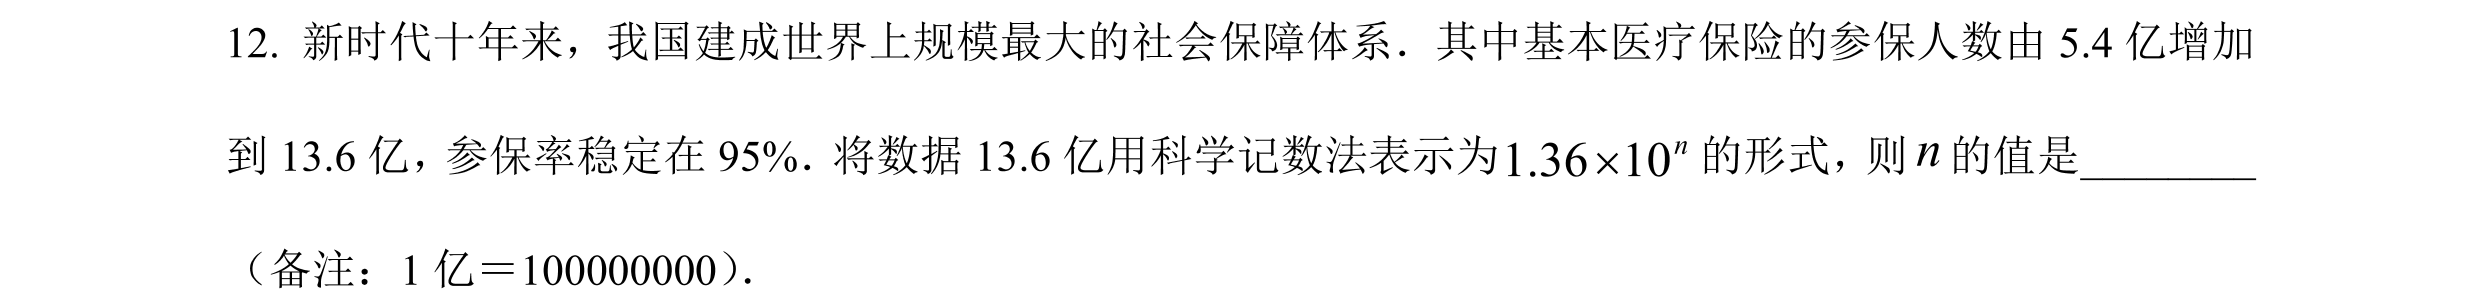 12. 新时代十年来，我国建成世界上规模最大的社会保障体系．其中基本医疗保险的参保人数由 5.4 亿增加
到 13.6 亿，参保率稳定在 95%．将数据 13.6 亿用科学记数法表示为 1.36×10ⁿ 的形式，则 n 的值是________
（备注：1 亿＝100000000）．